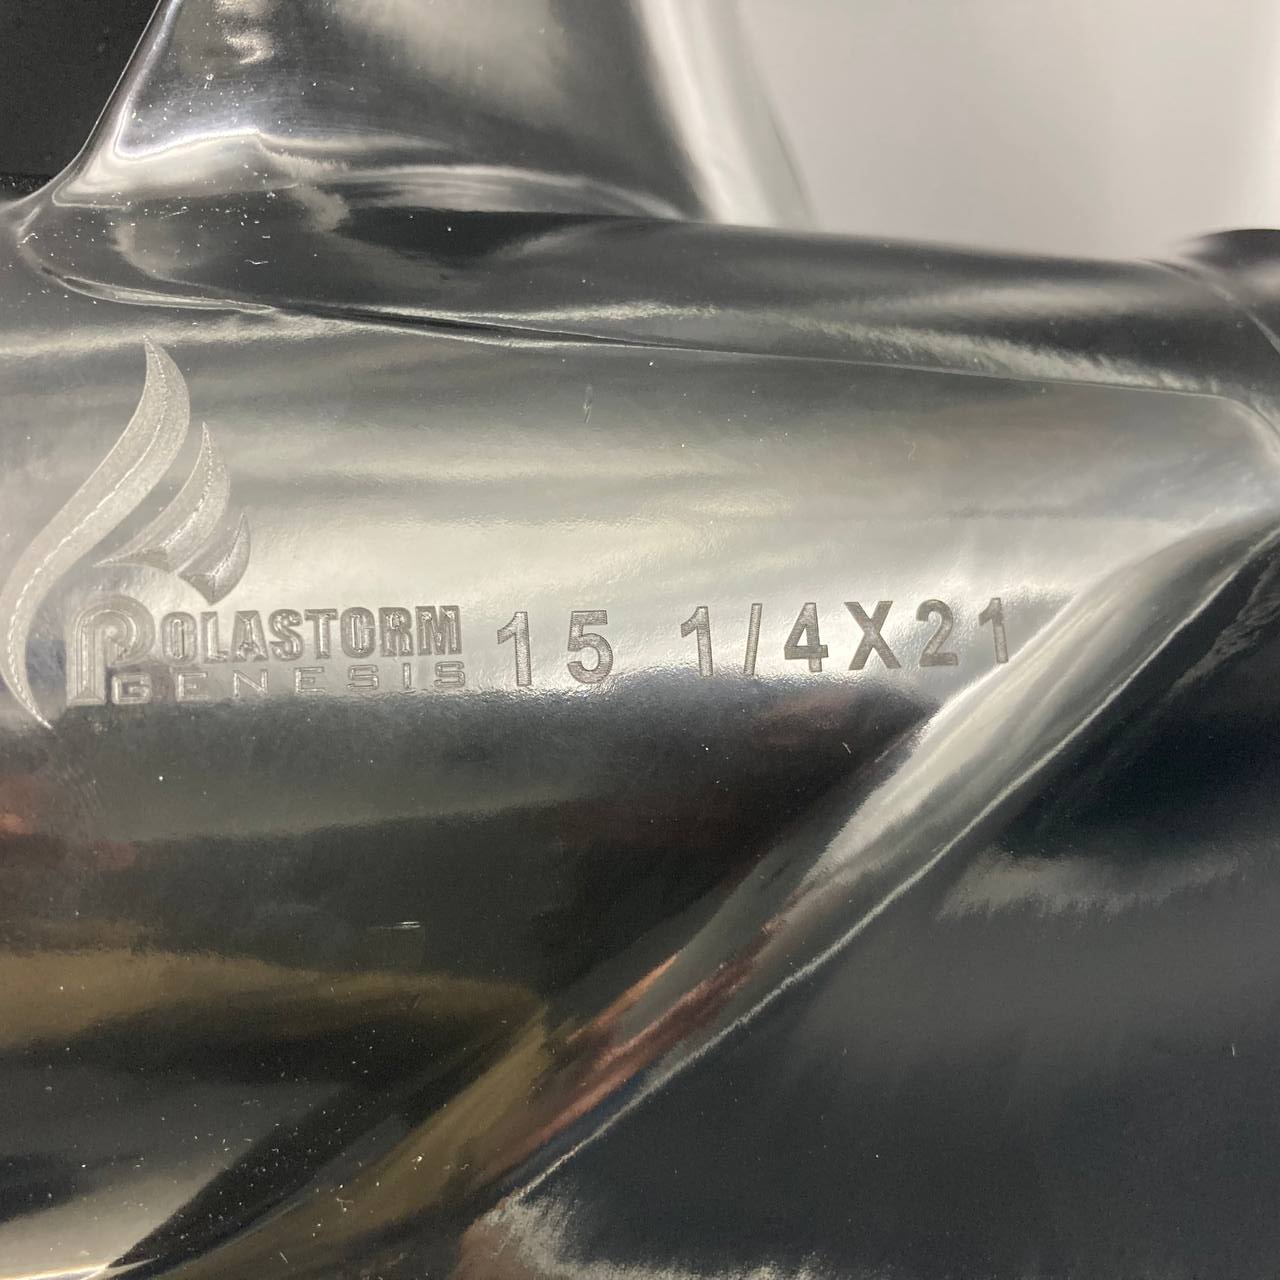 POLASTORM 15 1/4X21
GENESIS